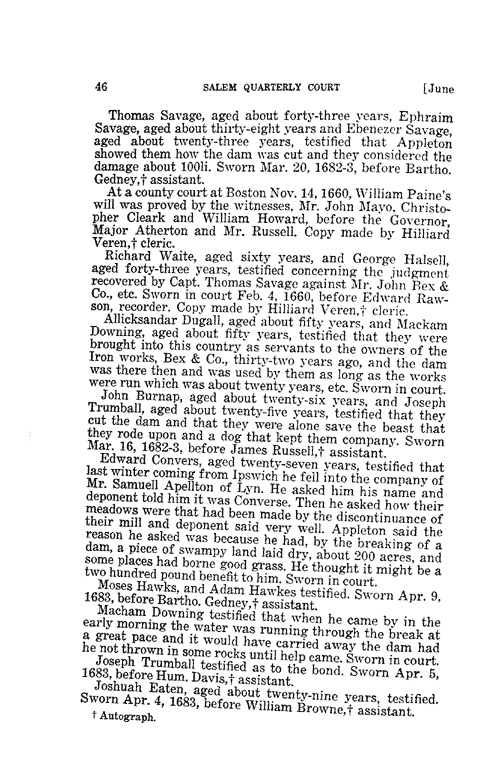 46 SALEM QUARTERLY COURT [June
Thomas Savage, aged about forty-three years, Ephraim
Savage, aged about thirty-eight years and Ebenezer Savage,
aged about twenty-three years, testified that Appleton
showed them how the dam was cut and they considered the
damage about 100li. Sworn Mar. 20, 1682-3, before Bartho.
Gedney,† assistant.
At a county court at Boston Nov. 14, 1660, William Paine's
will was proved by the witnesses, Mr. John Mayo, Christo-
pher Cleark and William Howard, before the Governor,
Major Atherton and Mr. Russell. Copy made by Hilliard
Veren,† cleric.
Richard Waite, aged sixty years, and George Halsell,
aged forty-three years, testified concerning the judgment
recovered by Capt. Thomas Savage against Mr. John Bex &
Co., etc. Sworn in court Feb. 4, 1660, before Edward Raw-
son, recorder. Copy made by Hilliard Veren,† cleric.
Allicksandar Dugall, aged about fifty years, and Mackam
Downing, aged about fifty years, testified that they were
brought into this country as servants to the owners of the
Iron works, Bex & Co., thirty-two years ago, and the dam
was there then and was used by them as long as the works
were run which was about twenty years, etc. Sworn in court.
John Burnap, aged about twenty-six years, and Joseph
Trumball, aged about twenty-five years, testified that they
cut the dam and that they were alone save the beast that
they rode upon and a dog that kept them company. Sworn
Mar. 16, 1682-3, before James Russell,† assistant.
Edward Convers, aged twenty-seven years, testified that
last winter coming from Ipswich he fell into the company of
Mr. Samuell Apellton of Lyn. He asked him his name and
deponent told him it was Converse. Then he asked how their
meadows were that had been made by the discontinuance of
their mill and deponent said very well. Appleton said the
reason he asked was because he had, by the breaking of a
dam, a piece of swampy land laid dry, about 200 acres, and
some places had borne good grass. He thought it might be a
two hundred pound benefit to him. Sworn in court.
Moses Hawks, and Adam Hawkes testified. Sworn Apr. 9,
1683, before Bartho. Gedney,† assistant.
Macham Downing testified that when he came by in the
early morning the water was running through the break at
a great pace and it would have carried away the dam had
he not thrown in some rocks until help came. Sworn in court.
Joseph Trumball testified as to the bond. Sworn Apr. 5,
1683, before Hum. Davis,† assistant.
Joshuah Eaten, aged about twenty-nine years, testified.
Sworn Apr. 4, 1683, before William Browne,† assistant.
† Autograph.